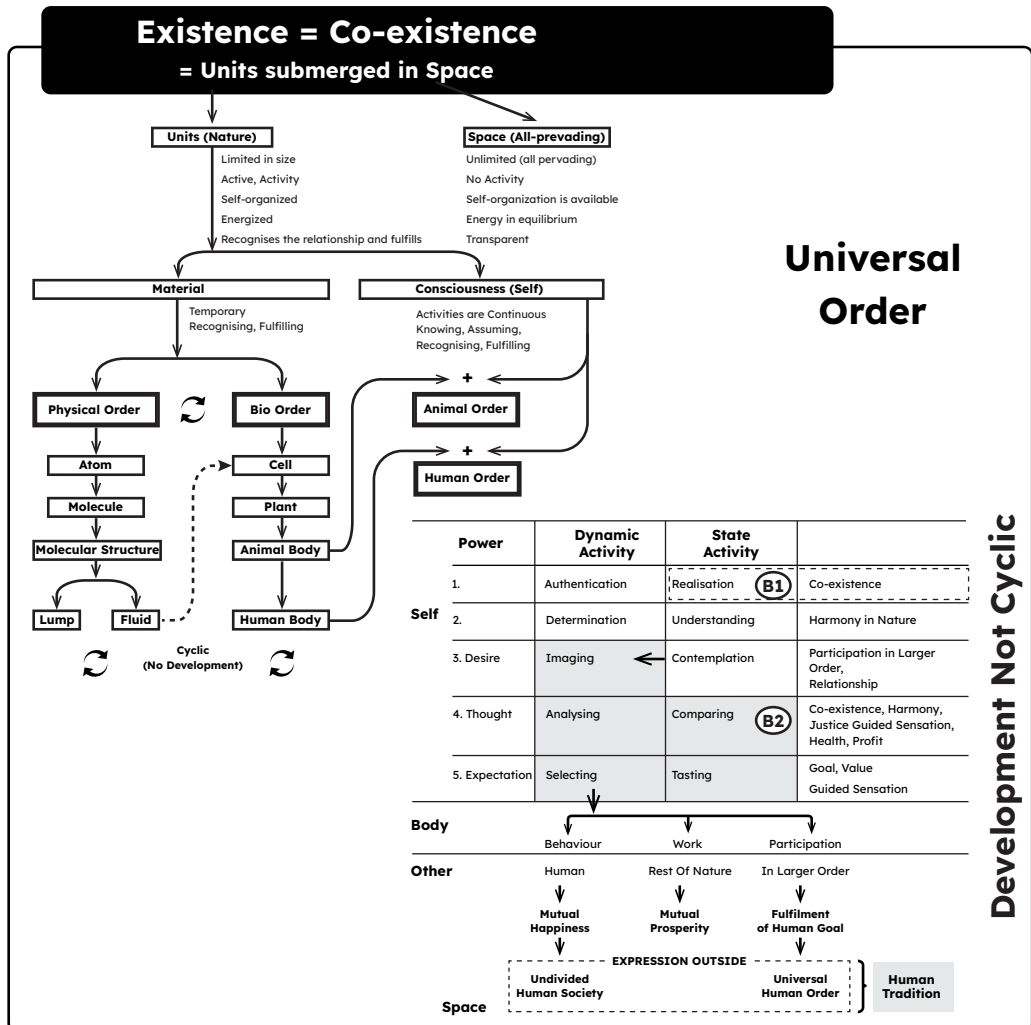 Existence = Co-existence
= Units submerged in Space
Units (Nature)
Limited in size
Active, Activity
Self-organized
Energized
Recognises the relationship and fulfills
Space (All-prevading)
Unlimited (all pervading)
No Activity
Self-organization is available
Energy in equilibrium
Transparent
Universal
Order
Material
Temporary
Recognising, Fulfilling
Consciousness (Self)
Activities are Continuous
Knowing, Assuming,
Recognising, Fulfilling
Physical Order
Bio Order
+
Animal Order
+
Human Order
Atom
Molecule
Molecular Structure
Lump
Fluid
Cell
Plant
Animal Body
Human Body
Cyclic
(No Development)
Power
Dynamic
Activity
State
Activity
Self
1.
Authentication
Realisation
B1
Co-existence
2.
Determination
Understanding
Harmony in Nature
3. Desire
Imaging
Contemplation
Participation in Larger
Order,
Relationship
4. Thought
Analysing
Comparing
B2
Co-existence, Harmony,
Justice Guided Sensation,
Health, Profit
5. Expectation
Selecting
Tasting
Goal, Value
Guided Sensation
Body
Behaviour
Work
Participation
Other
Human
Rest Of Nature
In Larger Order
Mutual
Happiness
Mutual
Prosperity
Fulfilment
of Human Goal
EXPRESSION OUTSIDE
Undivided
Human Society
Universal
Human Order
Human
Tradition
Space
Development Not Cyclic